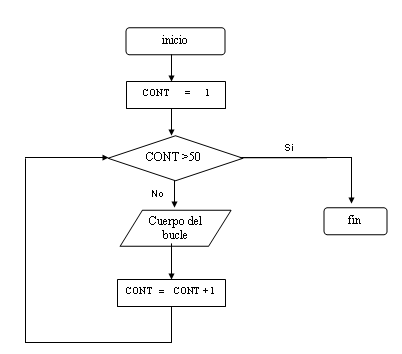 inicio
CONT = 1
CONT >50
Si
No
Cuerpo del
bucle
fin
CONT = CONT + 1